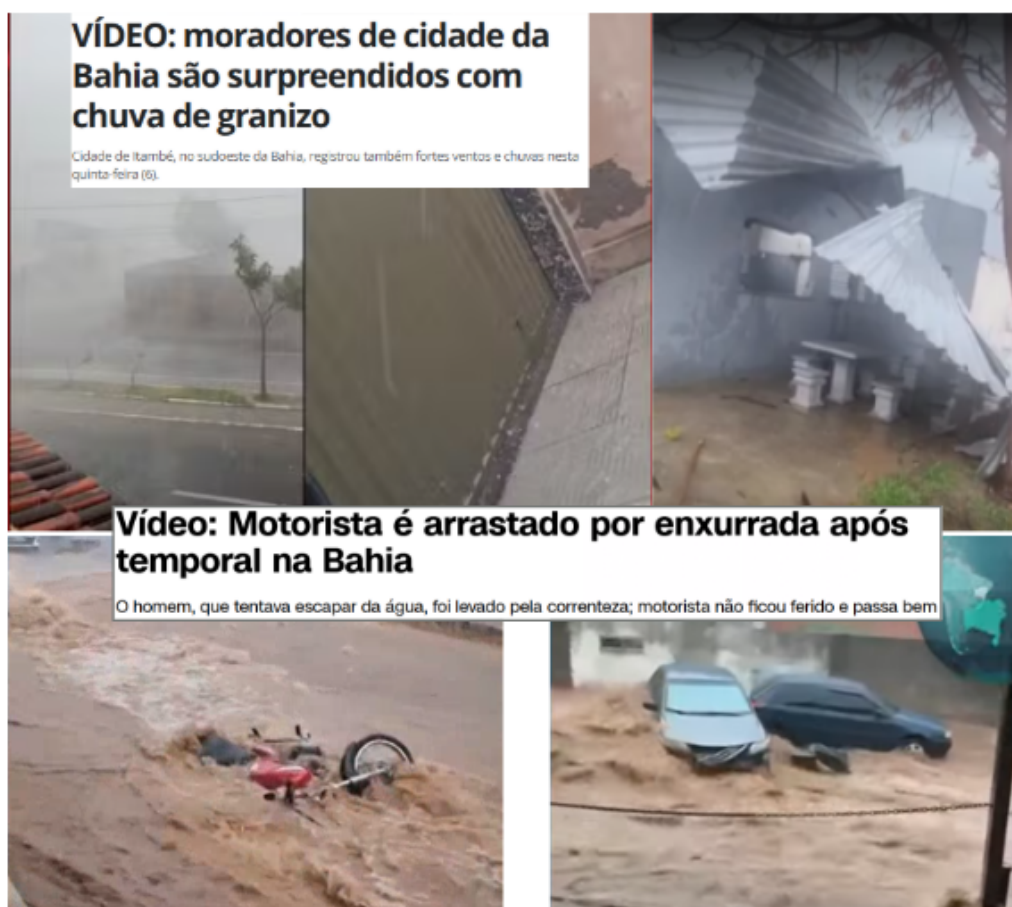 VÍDEO: moradores de cidade da
Bahia são surpreendidos com
chuva de granizo
Cidade de Itambé, no sudoeste da Bahia, registrou também fortes ventos e chuvas nesta
quinta-feira (6).
Vídeo: Motorista é arrastado por enxurrada após
temporal na Bahia
O homem, que tentava escapar da água, foi levado pela correnteza; motorista não ficou ferido e passa bem